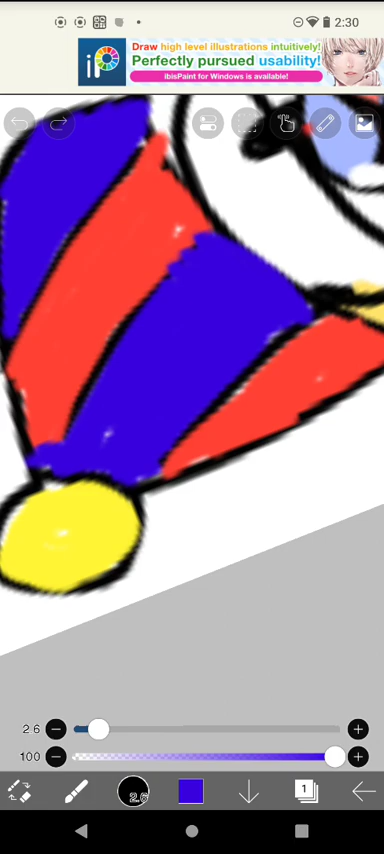 2:30
Draw high level illustrations intuitively!
Perfectly pursued usability!
ibisPaint for Windows is available!
2.6
100
2.6
1